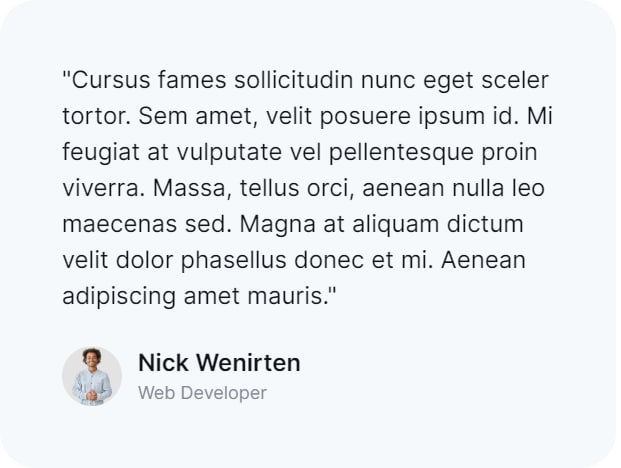 "Cursus fames sollicitudin nunc eget sceler
tortor. Sem amet, velit posuere ipsum id. Mi
feugiat at vulputate vel pellentesque proin
viverra. Massa, tellus orci, aenean nulla leo
maecenas sed. Magna at aliquam dictum
velit dolor phasellus donec et mi. Aenean
adipiscing amet mauris."
Nick Wenirten
Web Developer